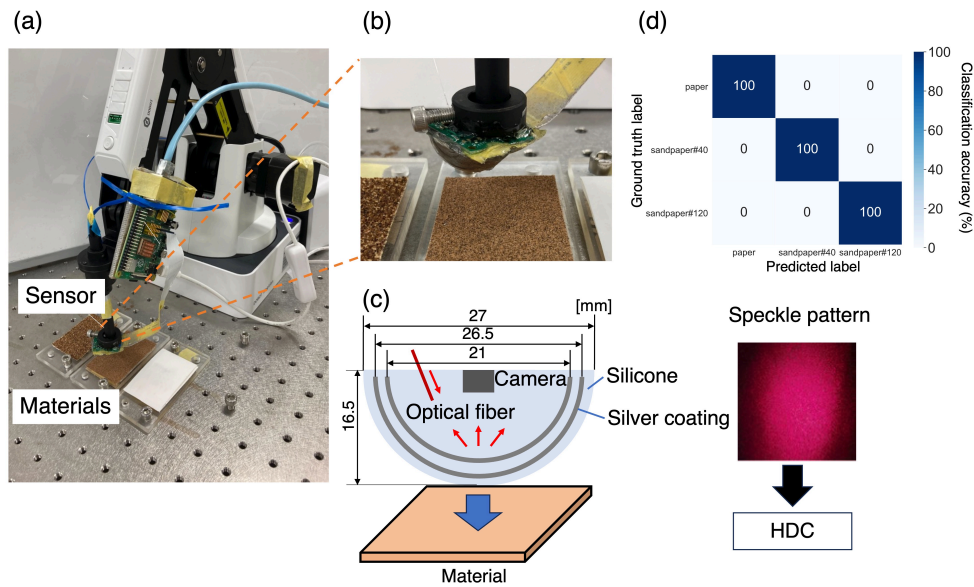 (a)
Sensor
Materials
(b)
(c)
[mm]
27
26.5
21
16.5
Camera
Optical fiber
Silicone
Silver coating
Material
(d)
Ground truth label
paper
sandpaper#40
sandpaper#120
100 0 0
0 100 0
0 0 100
paper sandpaper#40 sandpaper#120
Predicted label
100
80
60
40
20
0
Classification accuracy (%)
Speckle pattern
HDC